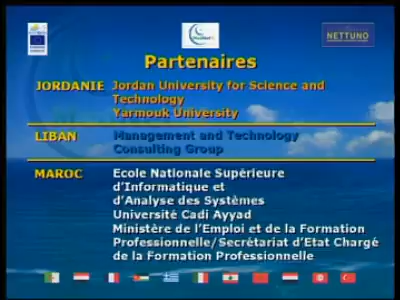 NETTUNO
Partenaires
JORDANIE Jordan University for Science and
Technology
Yarmouk University
LIBAN Management and Technology
Consulting Group
MAROC Ecole Nationale Supérieure
d'Informatique et
d'Analyse des Systèmes
Université Cadi Ayyad
Ministère de l'Emploi et de la Formation
Professionnelle/Secrétariat d'Etat Chargé
de la Formation Professionnelle